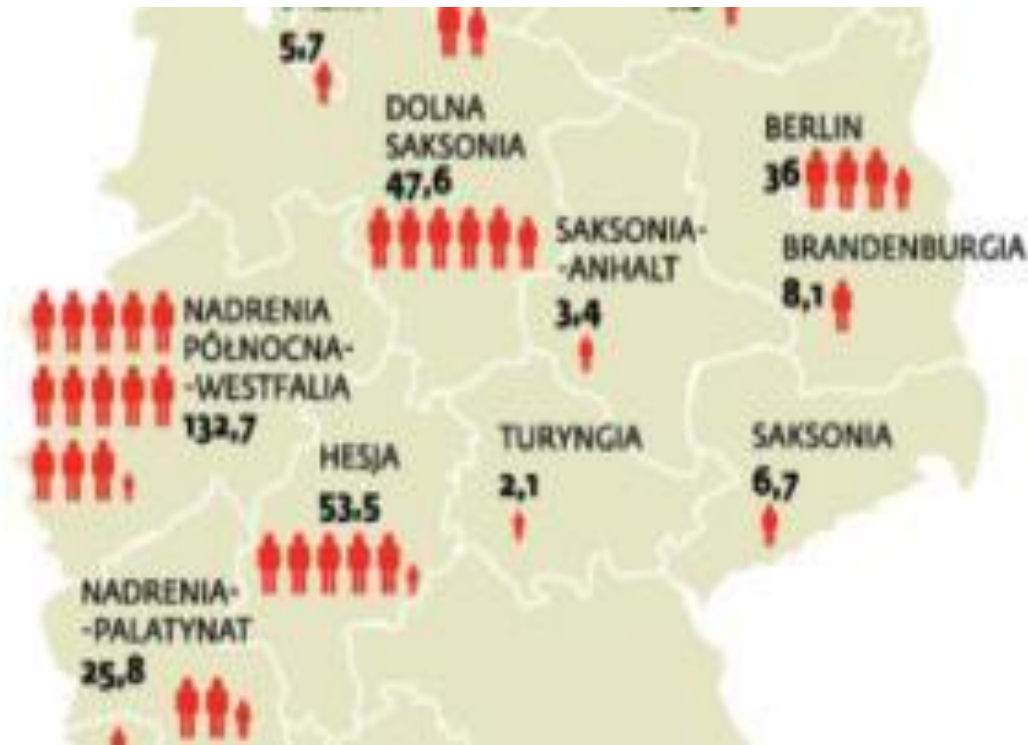 5,7
DOLNA
SAKSONIA
47,6
BERLIN
36
SAKSONIA-
-ANHALT
3,4
BRANDENBURGIA
8,1
NADRENIA
PÓŁNOCNA-
-WESTFALIA
132,7
HESJA
53,5
TURYNGIA
2,1
SAKSONIA
6,7
NADRENIA-
-PALATYNAT
25,8